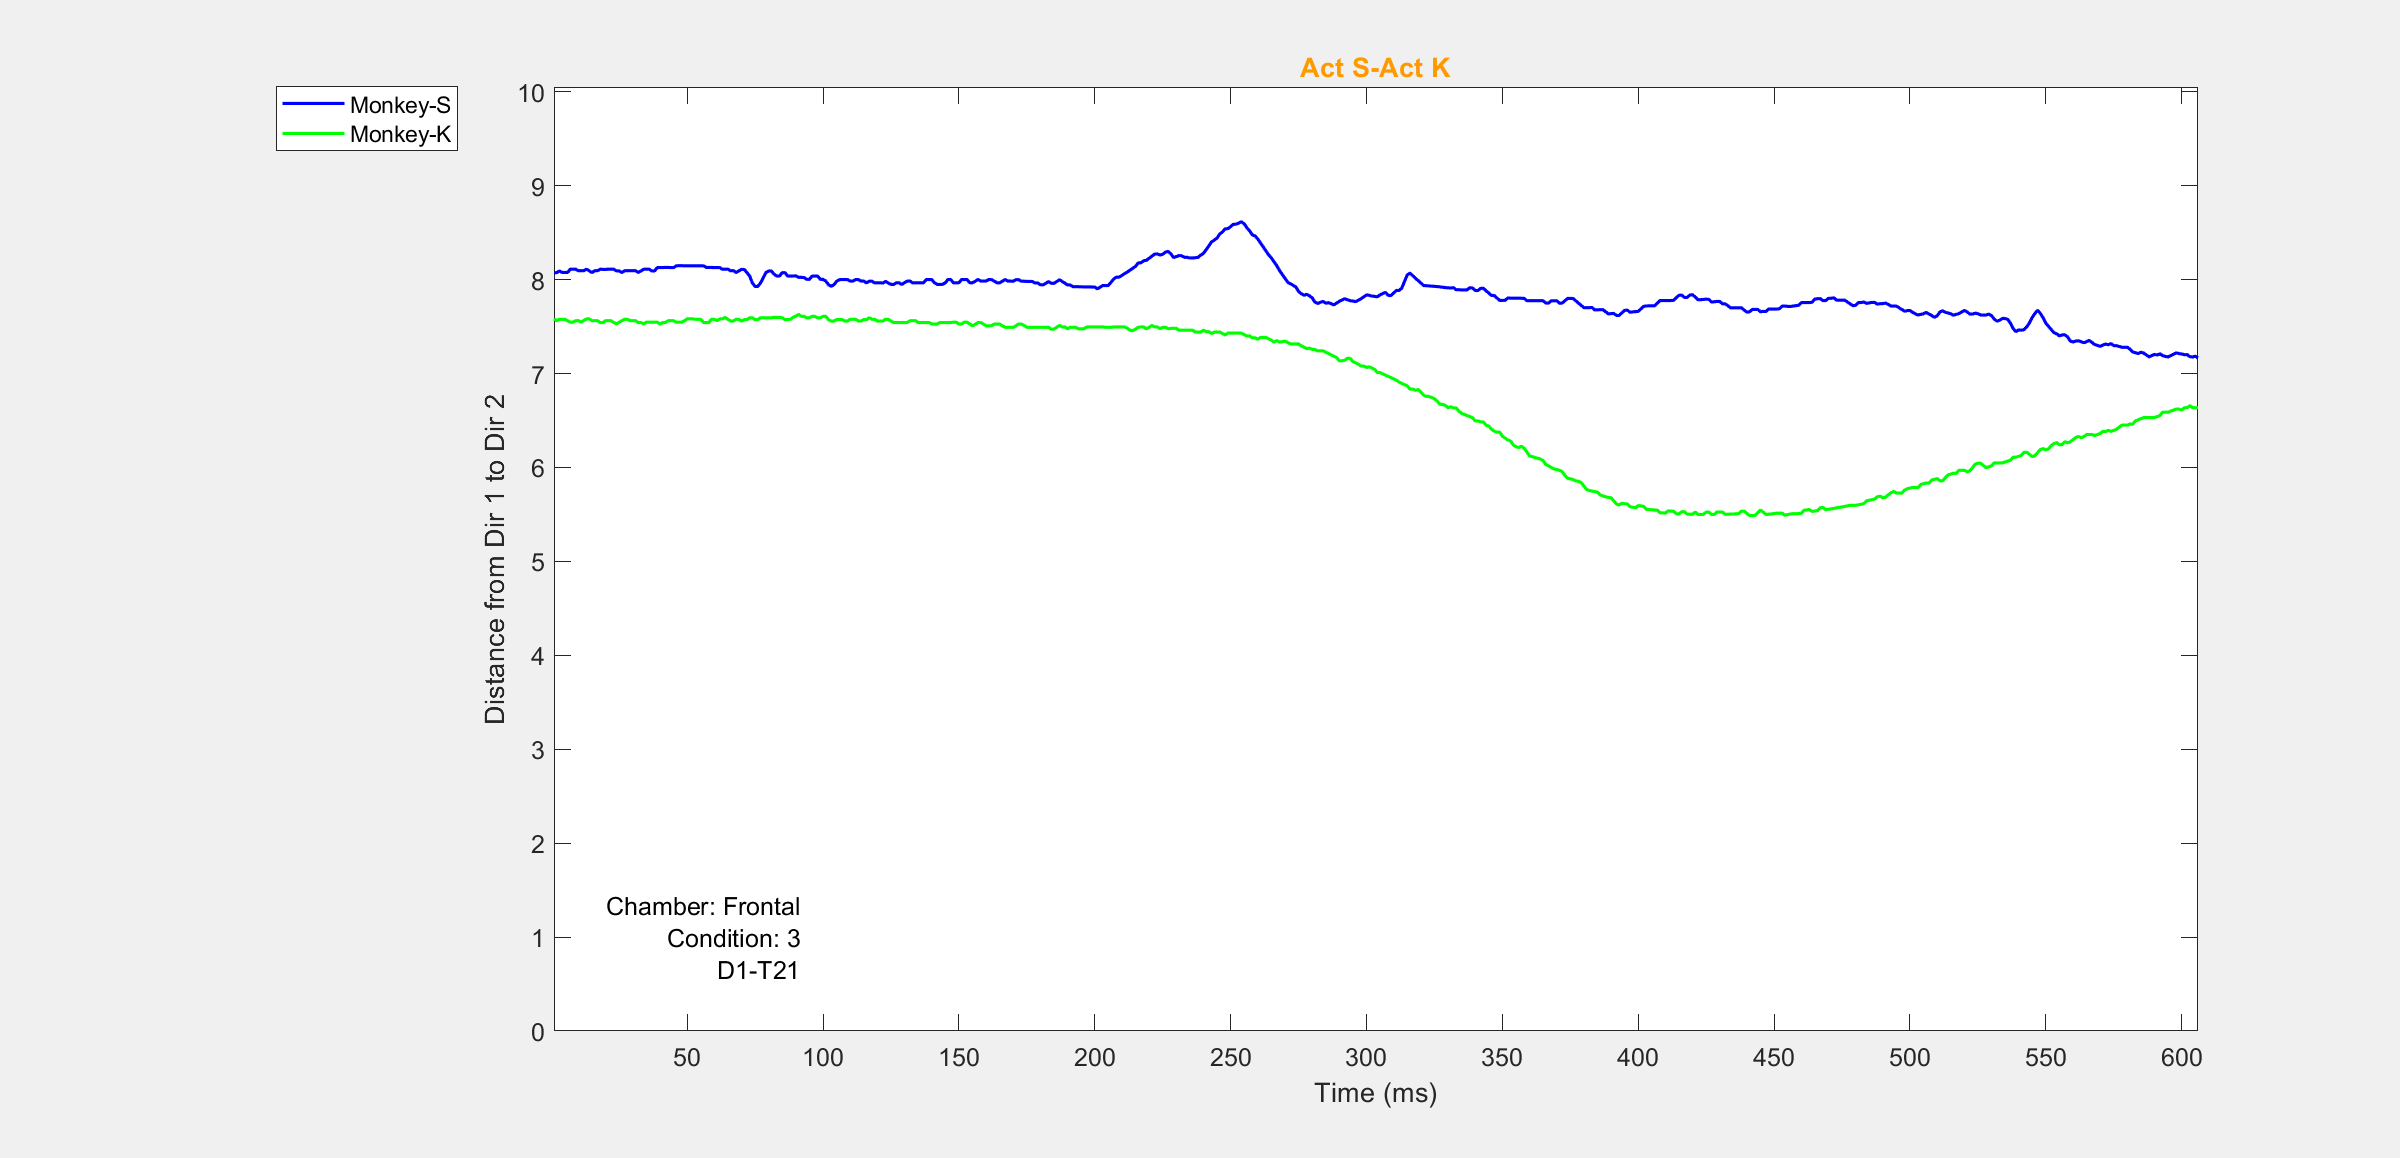 Act S-Act K
Monkey-S
Monkey-K
10
9
8
7
6
5
4
3
2
1
0
Distance from Dir 1 to Dir 2
Chamber: Frontal
Condition: 3
D1-T21
50 100 150 200 250 300 350 400 450 500 550 600
Time (ms)